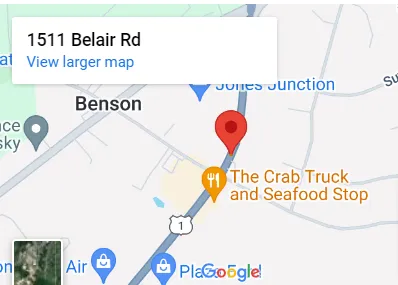 1511 Belair Rd
View larger map
Jones Junction
Benson
The Crab Truck
and Seafood Stop
1
Air
Google